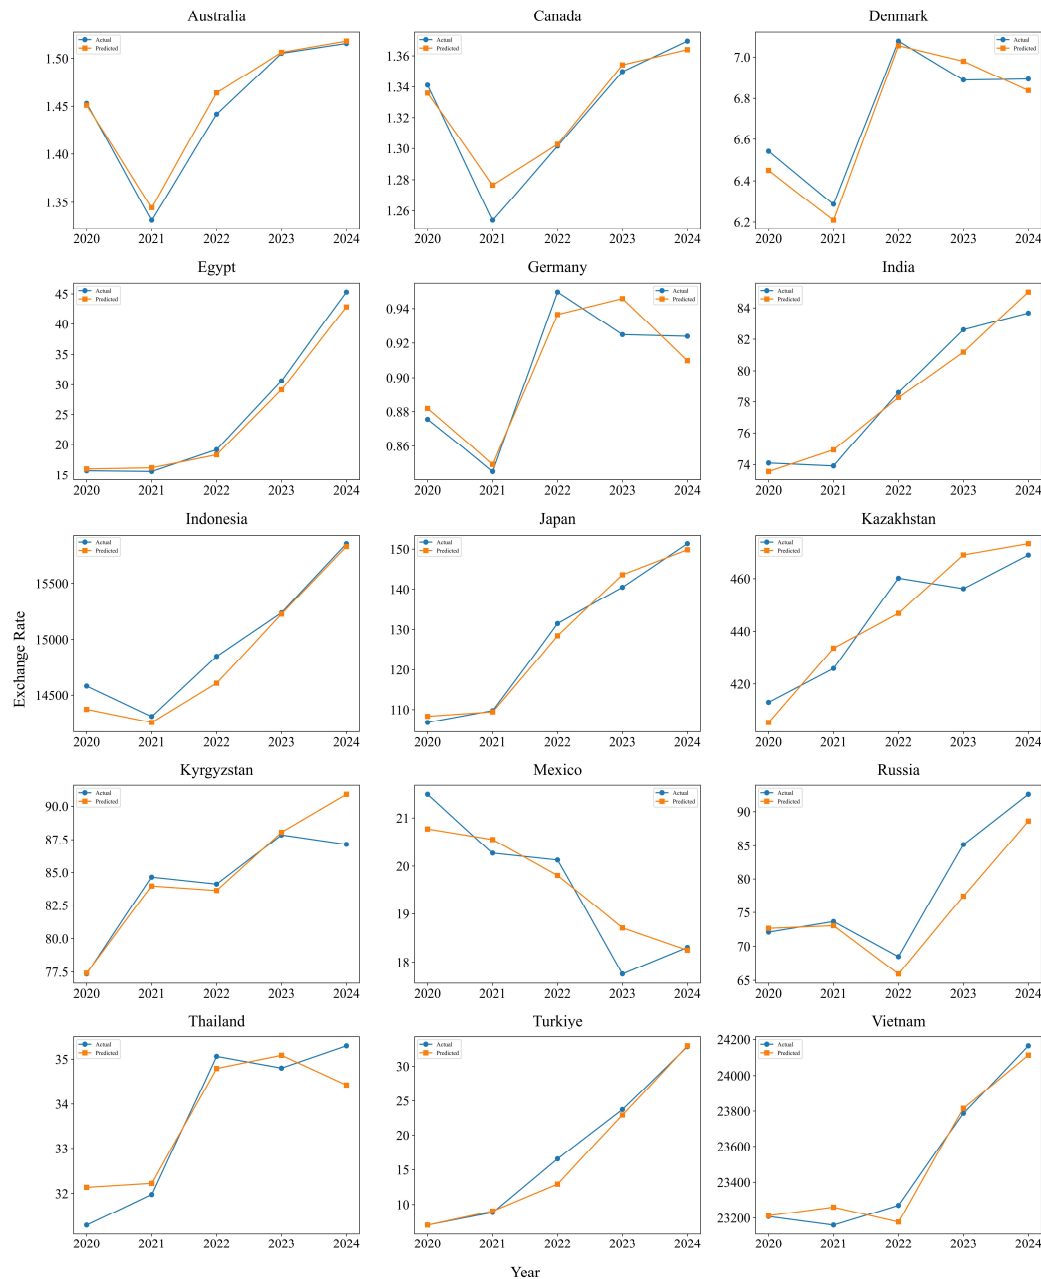 Australia
Actual
Predicted
1.50
1.45
1.40
1.35
2020 2021 2022 2023 2024
Canada
Actual
Predicted
1.36
1.34
1.32
1.30
1.28
1.26
2020 2021 2022 2023 2024
Denmark
Actual
Predicted
7.0
6.8
6.6
6.4
6.2
2020 2021 2022 2023 2024
Egypt
Actual
Predicted
45
40
35
30
25
20
15
2020 2021 2022 2023 2024
Germany
Actual
Predicted
0.94
0.92
0.90
0.88
0.86
2020 2021 2022 2023 2024
India
Actual
Predicted
84
82
80
78
76
74
2020 2021 2022 2023 2024
Indonesia
Actual
Predicted
15500
15000
14500
2020 2021 2022 2023 2024
Japan
Actual
Predicted
150
140
130
120
110
2020 2021 2022 2023 2024
Kazakhstan
Actual
Predicted
460
440
420
2020 2021 2022 2023 2024
Exchange Rate
Kyrgyzstan
Actual
Predicted
90.0
87.5
85.0
82.5
80.0
77.5
2020 2021 2022 2023 2024
Mexico
Actual
Predicted
21
20
19
18
2020 2021 2022 2023 2024
Russia
Actual
Predicted
90
85
80
75
70
65
2020 2021 2022 2023 2024
Thailand
Actual
Predicted
35
34
33
32
2020 2021 2022 2023 2024
Turkiye
Actual
Predicted
30
25
20
15
10
2020 2021 2022 2023 2024
Vietnam
Actual
Predicted
24200
24000
23800
23600
23400
23200
2020 2021 2022 2023 2024
Year